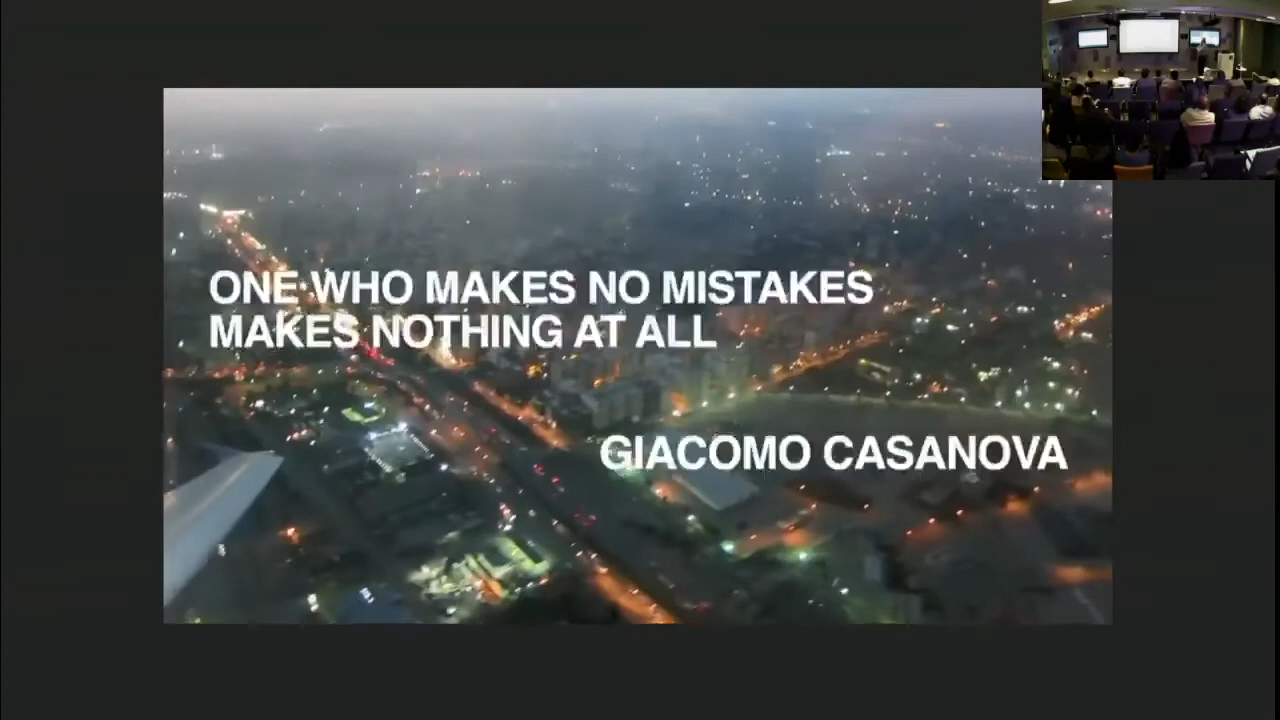 ONE WHO MAKES NO MISTAKES
MAKES NOTHING AT ALL
GIACOMO CASANOVA